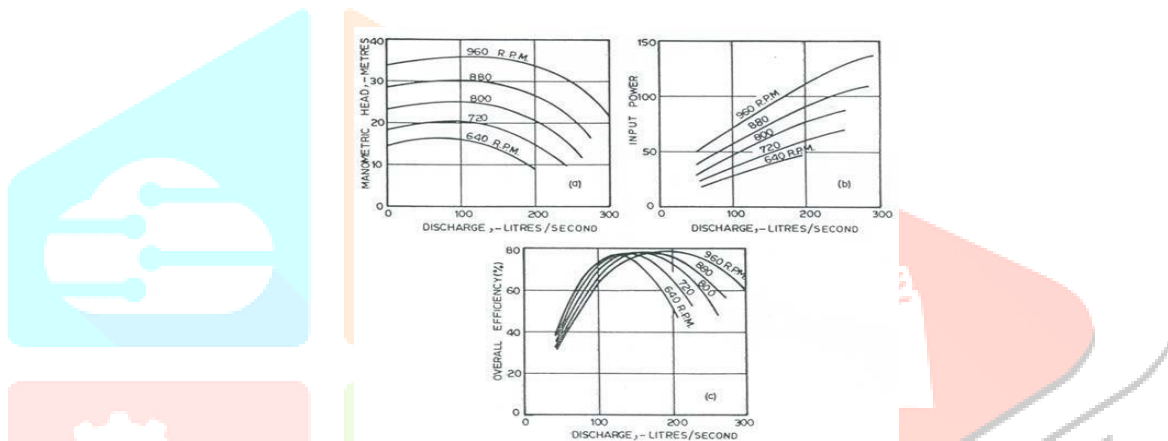 MANOMETRIC HEAD,-METRES
40
30
20
10
0
960 R.P.M.
880
800
720
640 R.P.M.
(a)
0 100 200 300
DISCHARGE,-LITRES/SECOND
INPUT POWER
150
100
50
0
960 R.P.M
880
800
720
640 R.P.M.
(b)
0 100 200 300
DISCHARGE,-LITRES/SECOND
OVERALL EFFICIENCY(%)
80
60
40
20
0
960 R.P.M.
880
800
720
640 R.P.M.
(c)
0 100 200 300
DISCHARGE,-LITRES/SECOND